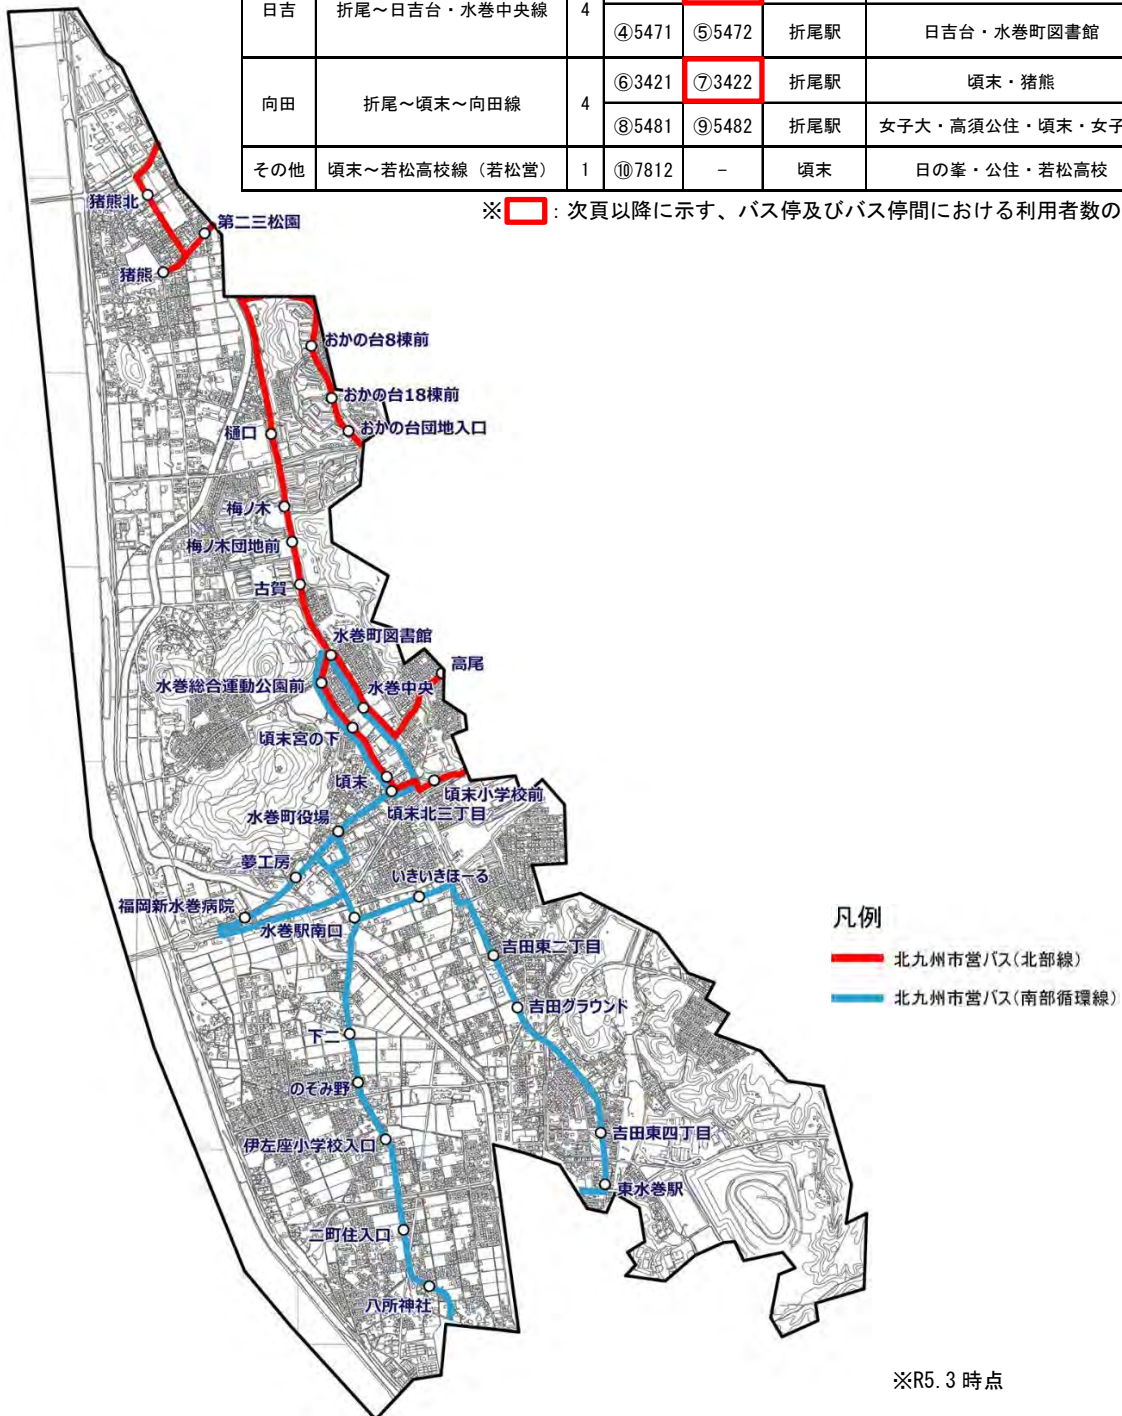 日吉 折尾～日吉台・水巻中央線 4
④5471 ⑤5472 折尾駅 日吉台・水巻町図書館
向田 折尾～頃末～向田線 4 ⑥3421 ⑦3422 折尾駅 頃末・猪熊
⑧5481 ⑨5482 折尾駅 女子大・高須公住・頃末・女子
その他 頃末～若松高校線（若松営） 1 ⑩7812 - 頃末 日の峯・公住・若松高校
※ ：次頁以降に示す、バス停及びバス停間における利用者数の
猪熊北
第二三松園
猪熊
おかの台8棟前
おかの台18棟前
おかの台団地入口
樋口
梅ノ木
梅ノ木団地前
古賀
水巻町図書館
高尾
水巻総合運動公園前
水巻中央
頃末宮の下
頃末
頃末小学校前
頃末北三丁目
水巻町役場
夢工房
いきいきほーる
福岡新水巻病院
水巻駅南口
吉田東二丁目
吉田グラウンド
下二
のぞみ野
伊左座小学校入口
吉田東四丁目
東水巻駅
二町住入口
八所神社
凡例
北九州市営バス(北部線)
北九州市営バス(南部循環線)
※R5.3時点